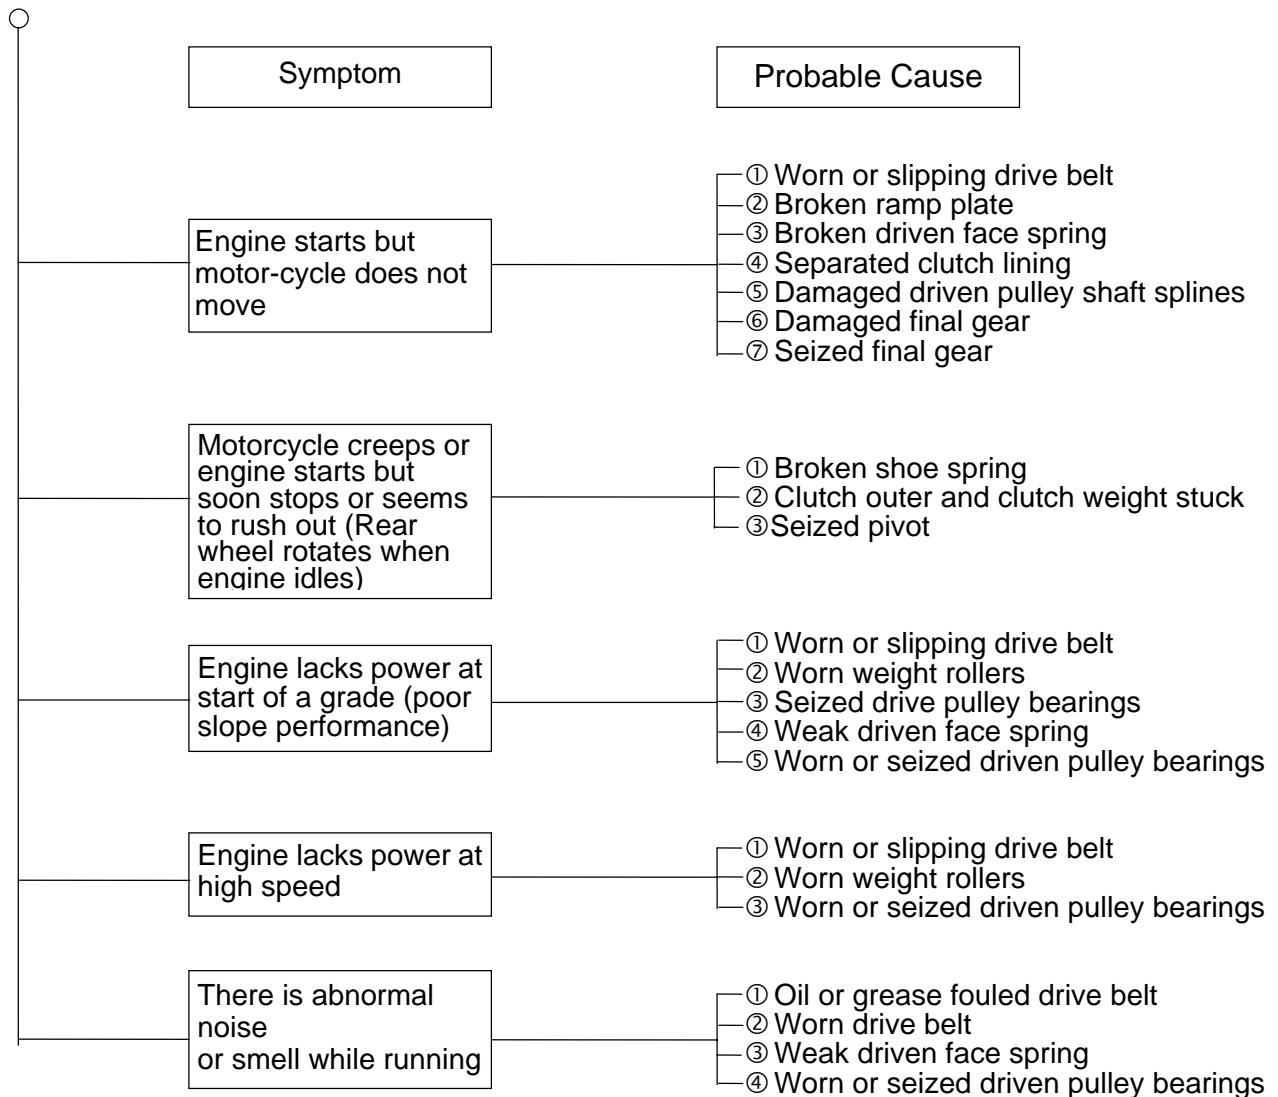 Symptom
Probable Cause
Engine starts but
motor-cycle does not
move
① Worn or slipping drive belt
② Broken ramp plate
③ Broken driven face spring
④ Separated clutch lining
⑤ Damaged driven pulley shaft splines
⑥ Damaged final gear
⑦ Seized final gear
Motorcycle creeps or
engine starts but
soon stops or seems
to rush out (Rear
wheel rotates when
engine idles)
① Broken shoe spring
② Clutch outer and clutch weight stuck
③Seized pivot
Engine lacks power at
start of a grade (poor
slope performance)
① Worn or slipping drive belt
② Worn weight rollers
③ Seized drive pulley bearings
④ Weak driven face spring
⑤ Worn or seized driven pulley bearings
Engine lacks power at
high speed
① Worn or slipping drive belt
② Worn weight rollers
③ Worn or seized driven pulley bearings
There is abnormal
noise
or smell while running
① Oil or grease fouled drive belt
② Worn drive belt
③ Weak driven face spring
④ Worn or seized driven pulley bearings